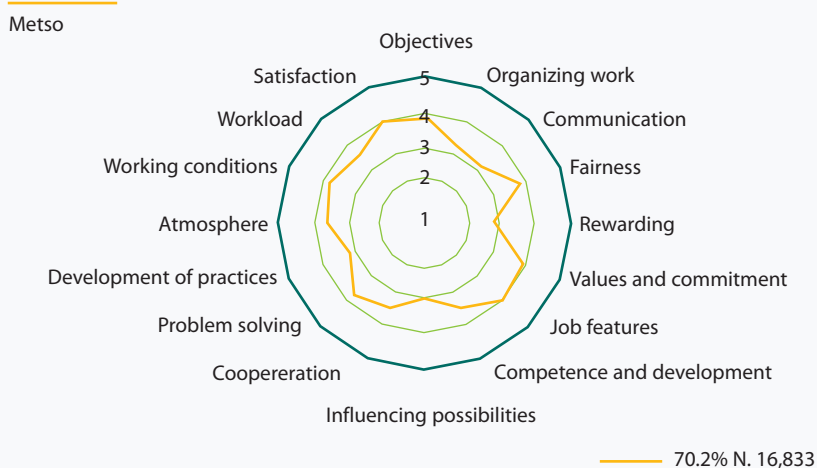 Metso
Objectives
Satisfaction
Organizing work
Workload
Communication
Working conditions
Fairness
Atmosphere
Rewarding
Development of practices
Values and commitment
Problem solving
Job features
Coopereration
Competence and development
Influencing possibilities
5
4
3
2
1
70.2% N. 16,833